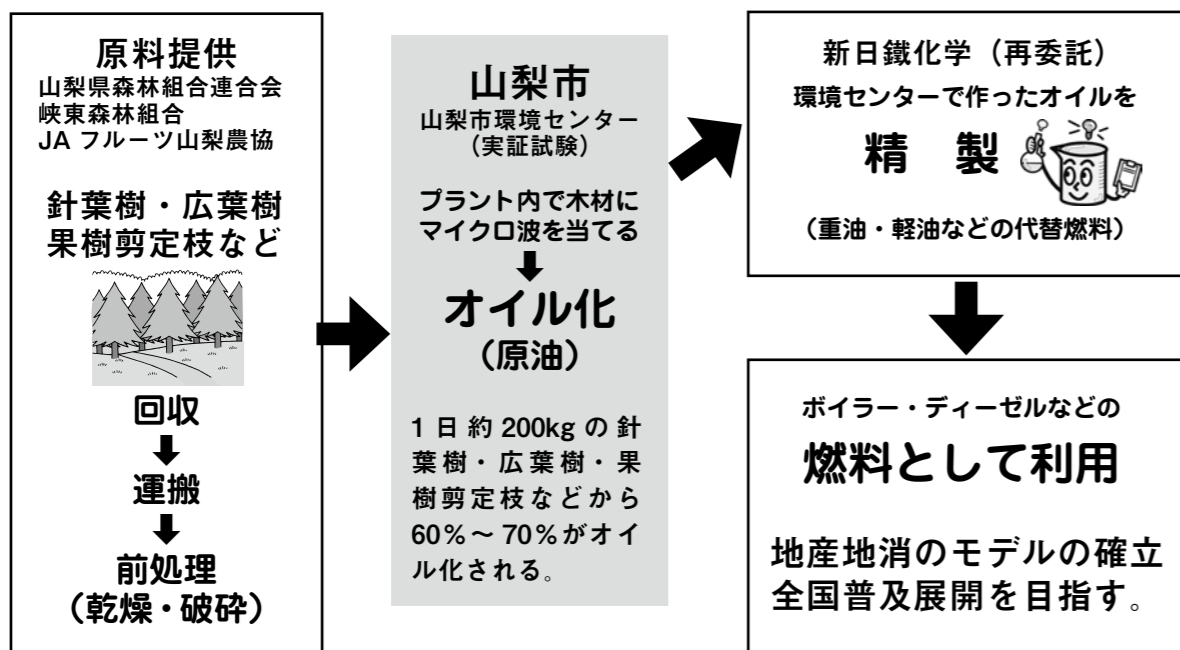 原料提供
山梨県森林組合連合会
峡東森林組合
JA フルーツ山梨農協
針葉樹・広葉樹
果樹剪定枝など
回収
運搬
前処理
（乾燥・破砕）
山梨市
山梨市環境センター
（実証試験）
プラント内で木材に
マイクロ波を当てる
オイル化
（原油）
1日約200kgの針
葉樹・広葉樹・果
樹剪定枝などから
60％～70％がオイ
ル化される。
新日鐵化学（再委託）
環境センターで作ったオイルを
精　製
（重油・軽油などの代替燃料）
ボイラー・ディーゼルなどの
燃料として利用
地産地消のモデルの確立
全国普及展開を目指す。